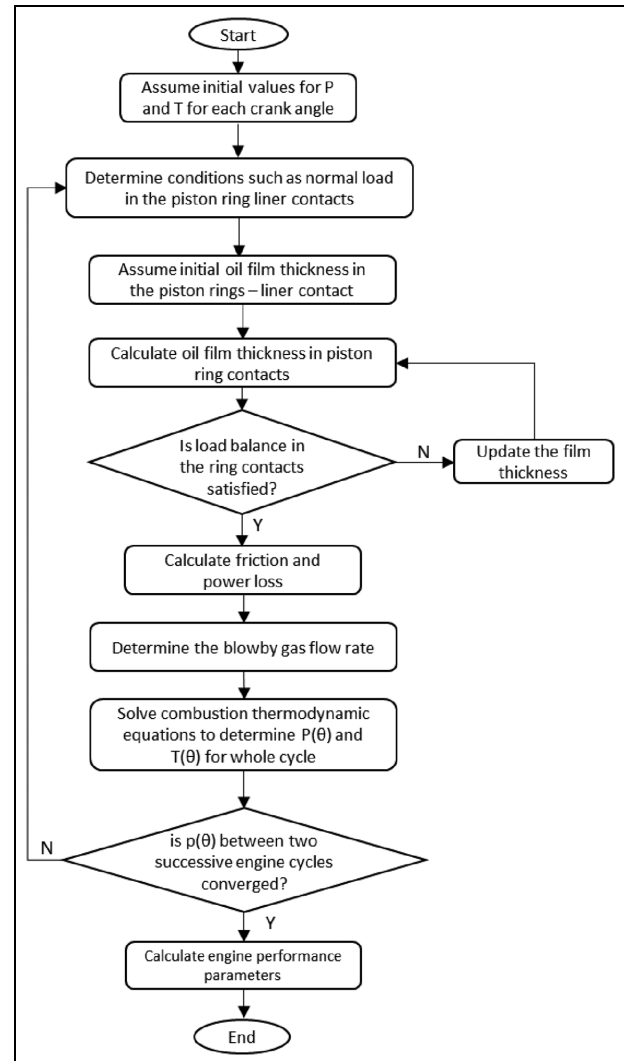 Start
Assume initial values for P
and T for each crank angle
Determine conditions such as normal load
in the piston ring liner contacts
Assume initial oil film thickness in
the piston rings – liner contact
Calculate oil film thickness in piston
ring contacts
Is load balance in
the ring contacts
satisfied?
N
Update the film
thickness
Y
Calculate friction and
power loss
Determine the blowby gas flow rate
Solve combustion thermodynamic
equations to determine P(θ) and
T(θ) for whole cycle
N
is p(θ) between two
successive engine cycles
converged?
Y
Calculate engine performance
parameters
End